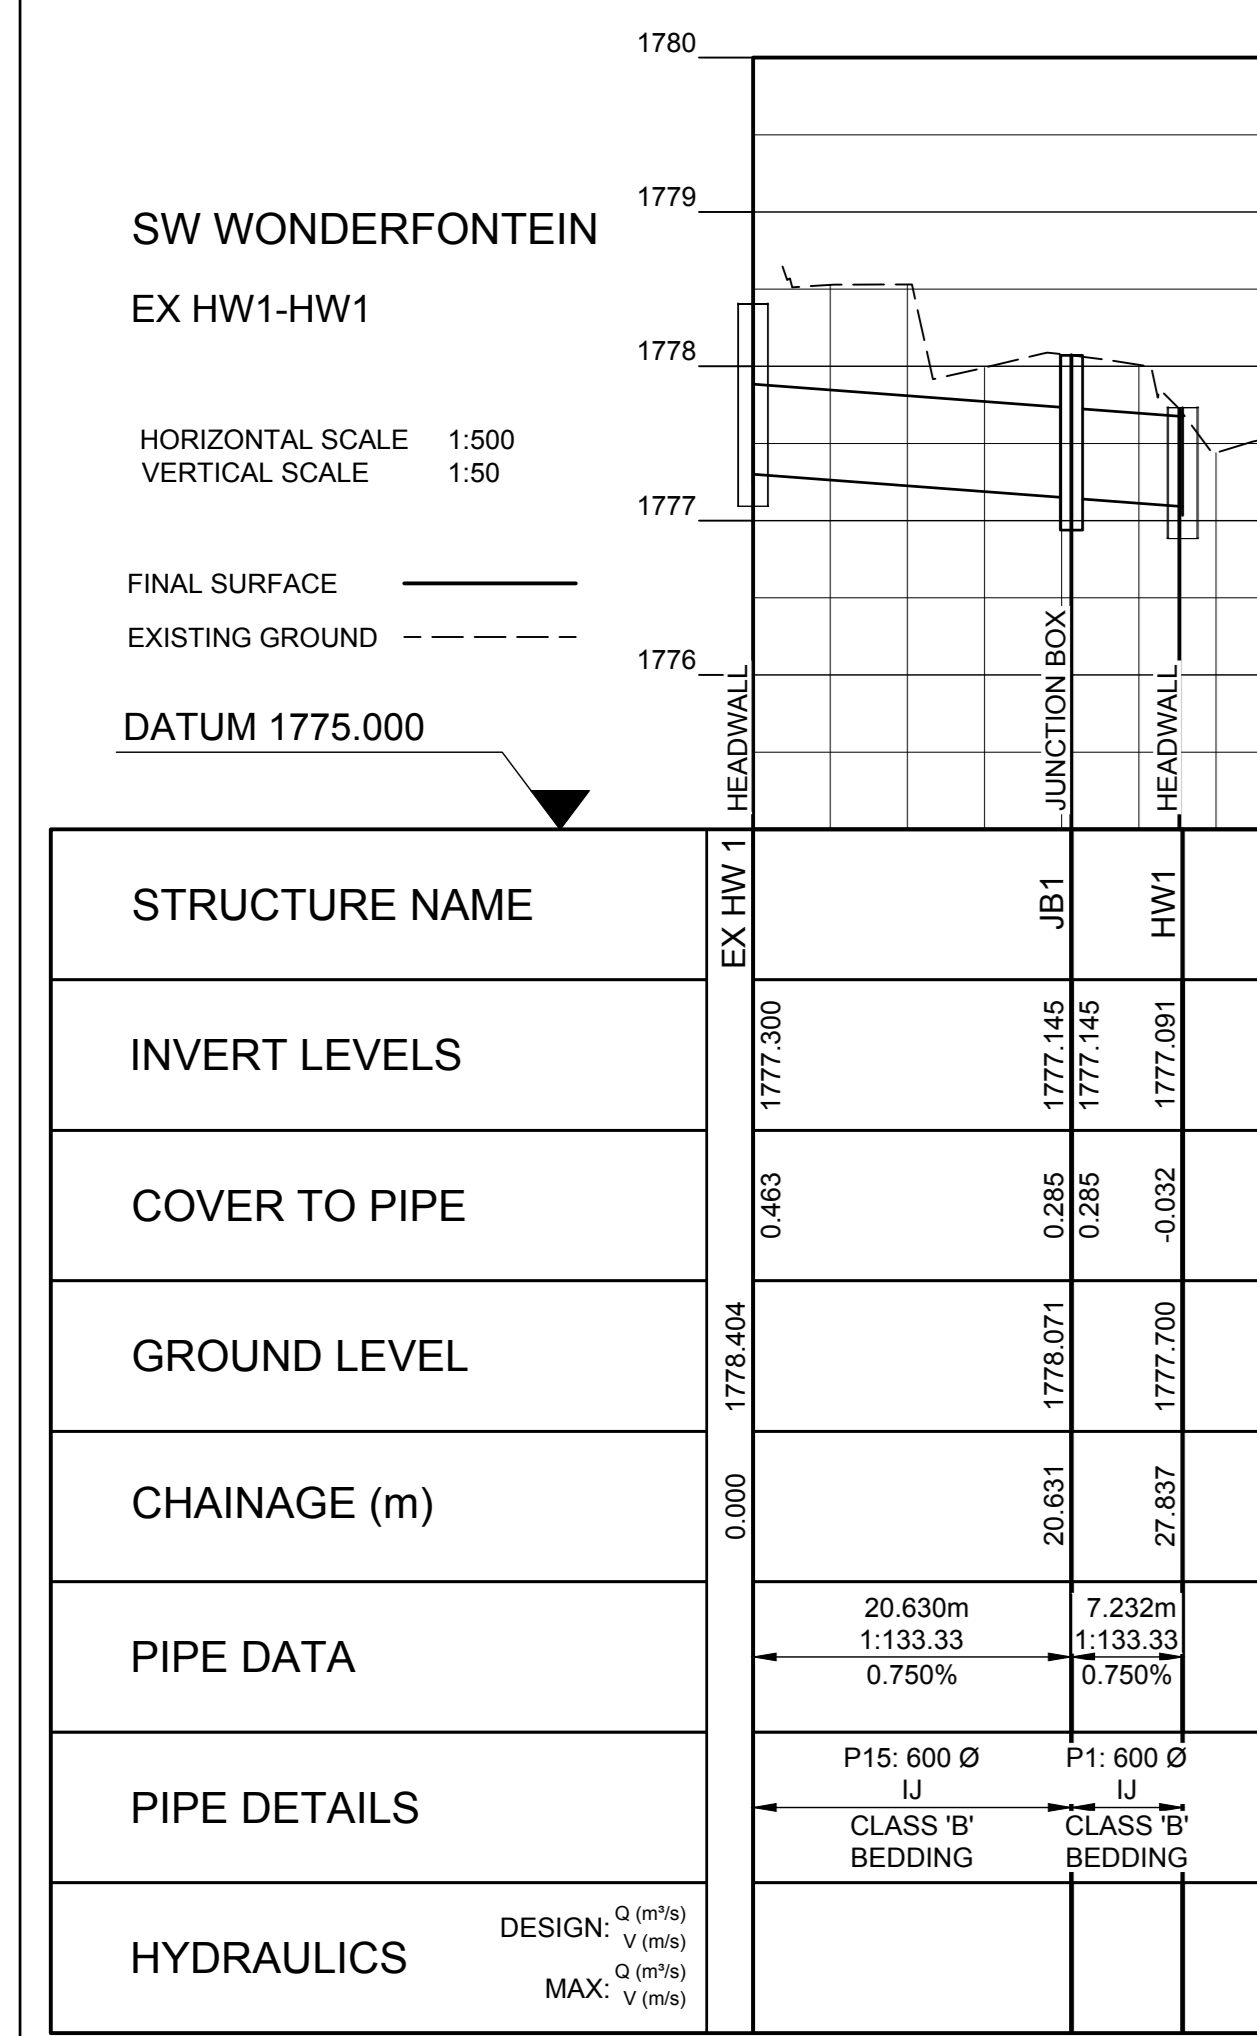 1780
1779
SW WONDERFONTEIN
EX HW1-HW1
1778
HORIZONTAL SCALE 1:500
VERTICAL SCALE 1:50
1777
FINAL SURFACE
EXISTING GROUND
1776
DATUM 1775.000
HEADWALL
JUNCTION BOX
HEADWALL
STRUCTURE NAME
EX HW 1
JB1
HW1
INVERT LEVELS
1777.300
1777.145
1777.145
1777.091
COVER TO PIPE
0.463
0.285
0.285
-0.032
GROUND LEVEL
1778.404
1778.071
1777.700
CHAINAGE (m)
0.000
20.631
27.837
PIPE DATA
20.630m
1:133.33
0.750%
7.232m
1:133.33
0.750%
PIPE DETAILS
P15: 600 Ø
IJ
CLASS 'B'
BEDDING
P1: 600 Ø
IJ
CLASS 'B'
BEDDING
HYDRAULICS
DESIGN: Q (m³/s)
V (m/s)
MAX: Q (m³/s)
V (m/s)